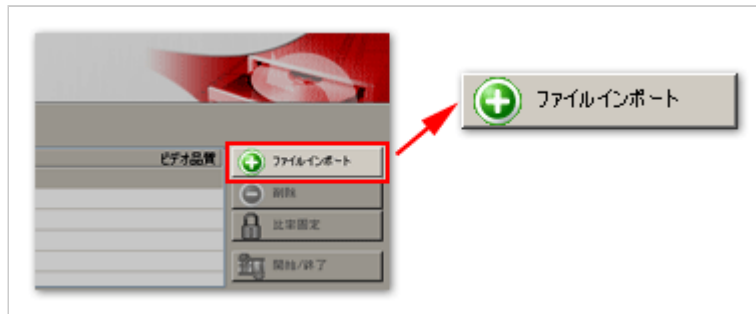 ファイルインポート
ビデオ品質
ファイルインポート
削除
比率固定
開始/終了